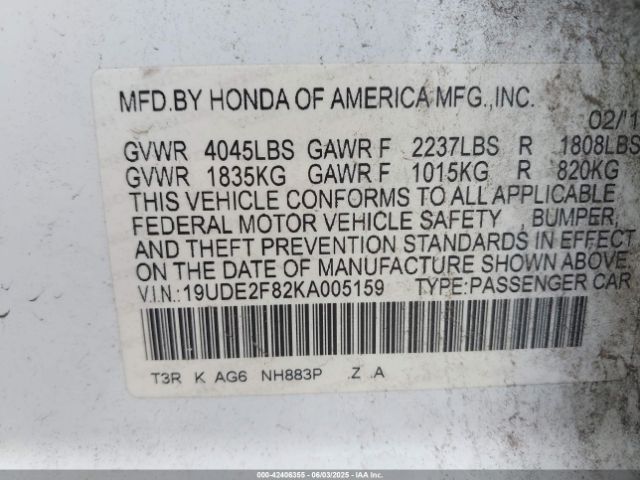 MFD.BY HONDA OF AMERICA MFG.,INC.
02/1
GVWR 4045LBS GAWR F 2237LBS R 1808LBS
GVWR 1835KG GAWR F 1015KG R 820KG
THIS VEHICLE CONFORMS TO ALL APPLICABLE
FEDERAL MOTOR VEHICLE SAFETY , BUMPER,
AND THEFT PREVENTION STANDARDS IN EFFECT
ON THE DATE OF MANUFACTURE SHOWN ABOVE.
V.I.N.:19UDE2F82KA005159 TYPE:PASSENGER CAR
T3R K AG6 NH883P .Z .A
000-42406355 | 06/03/2025 | IAAI.COM